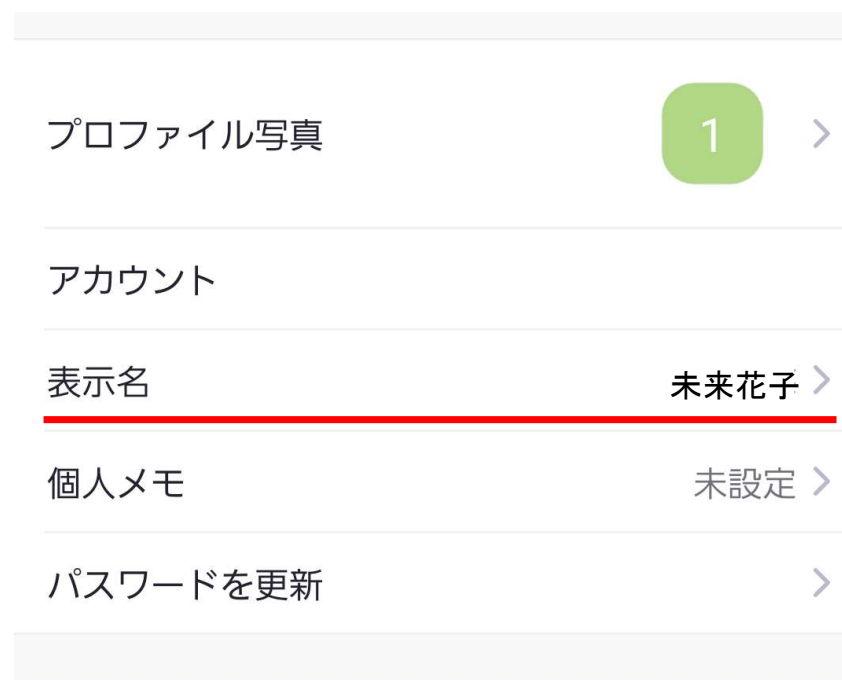 プロファイル写真 1
アカウント
表示名 未来花子
個人メモ 未設定
パスワードを更新